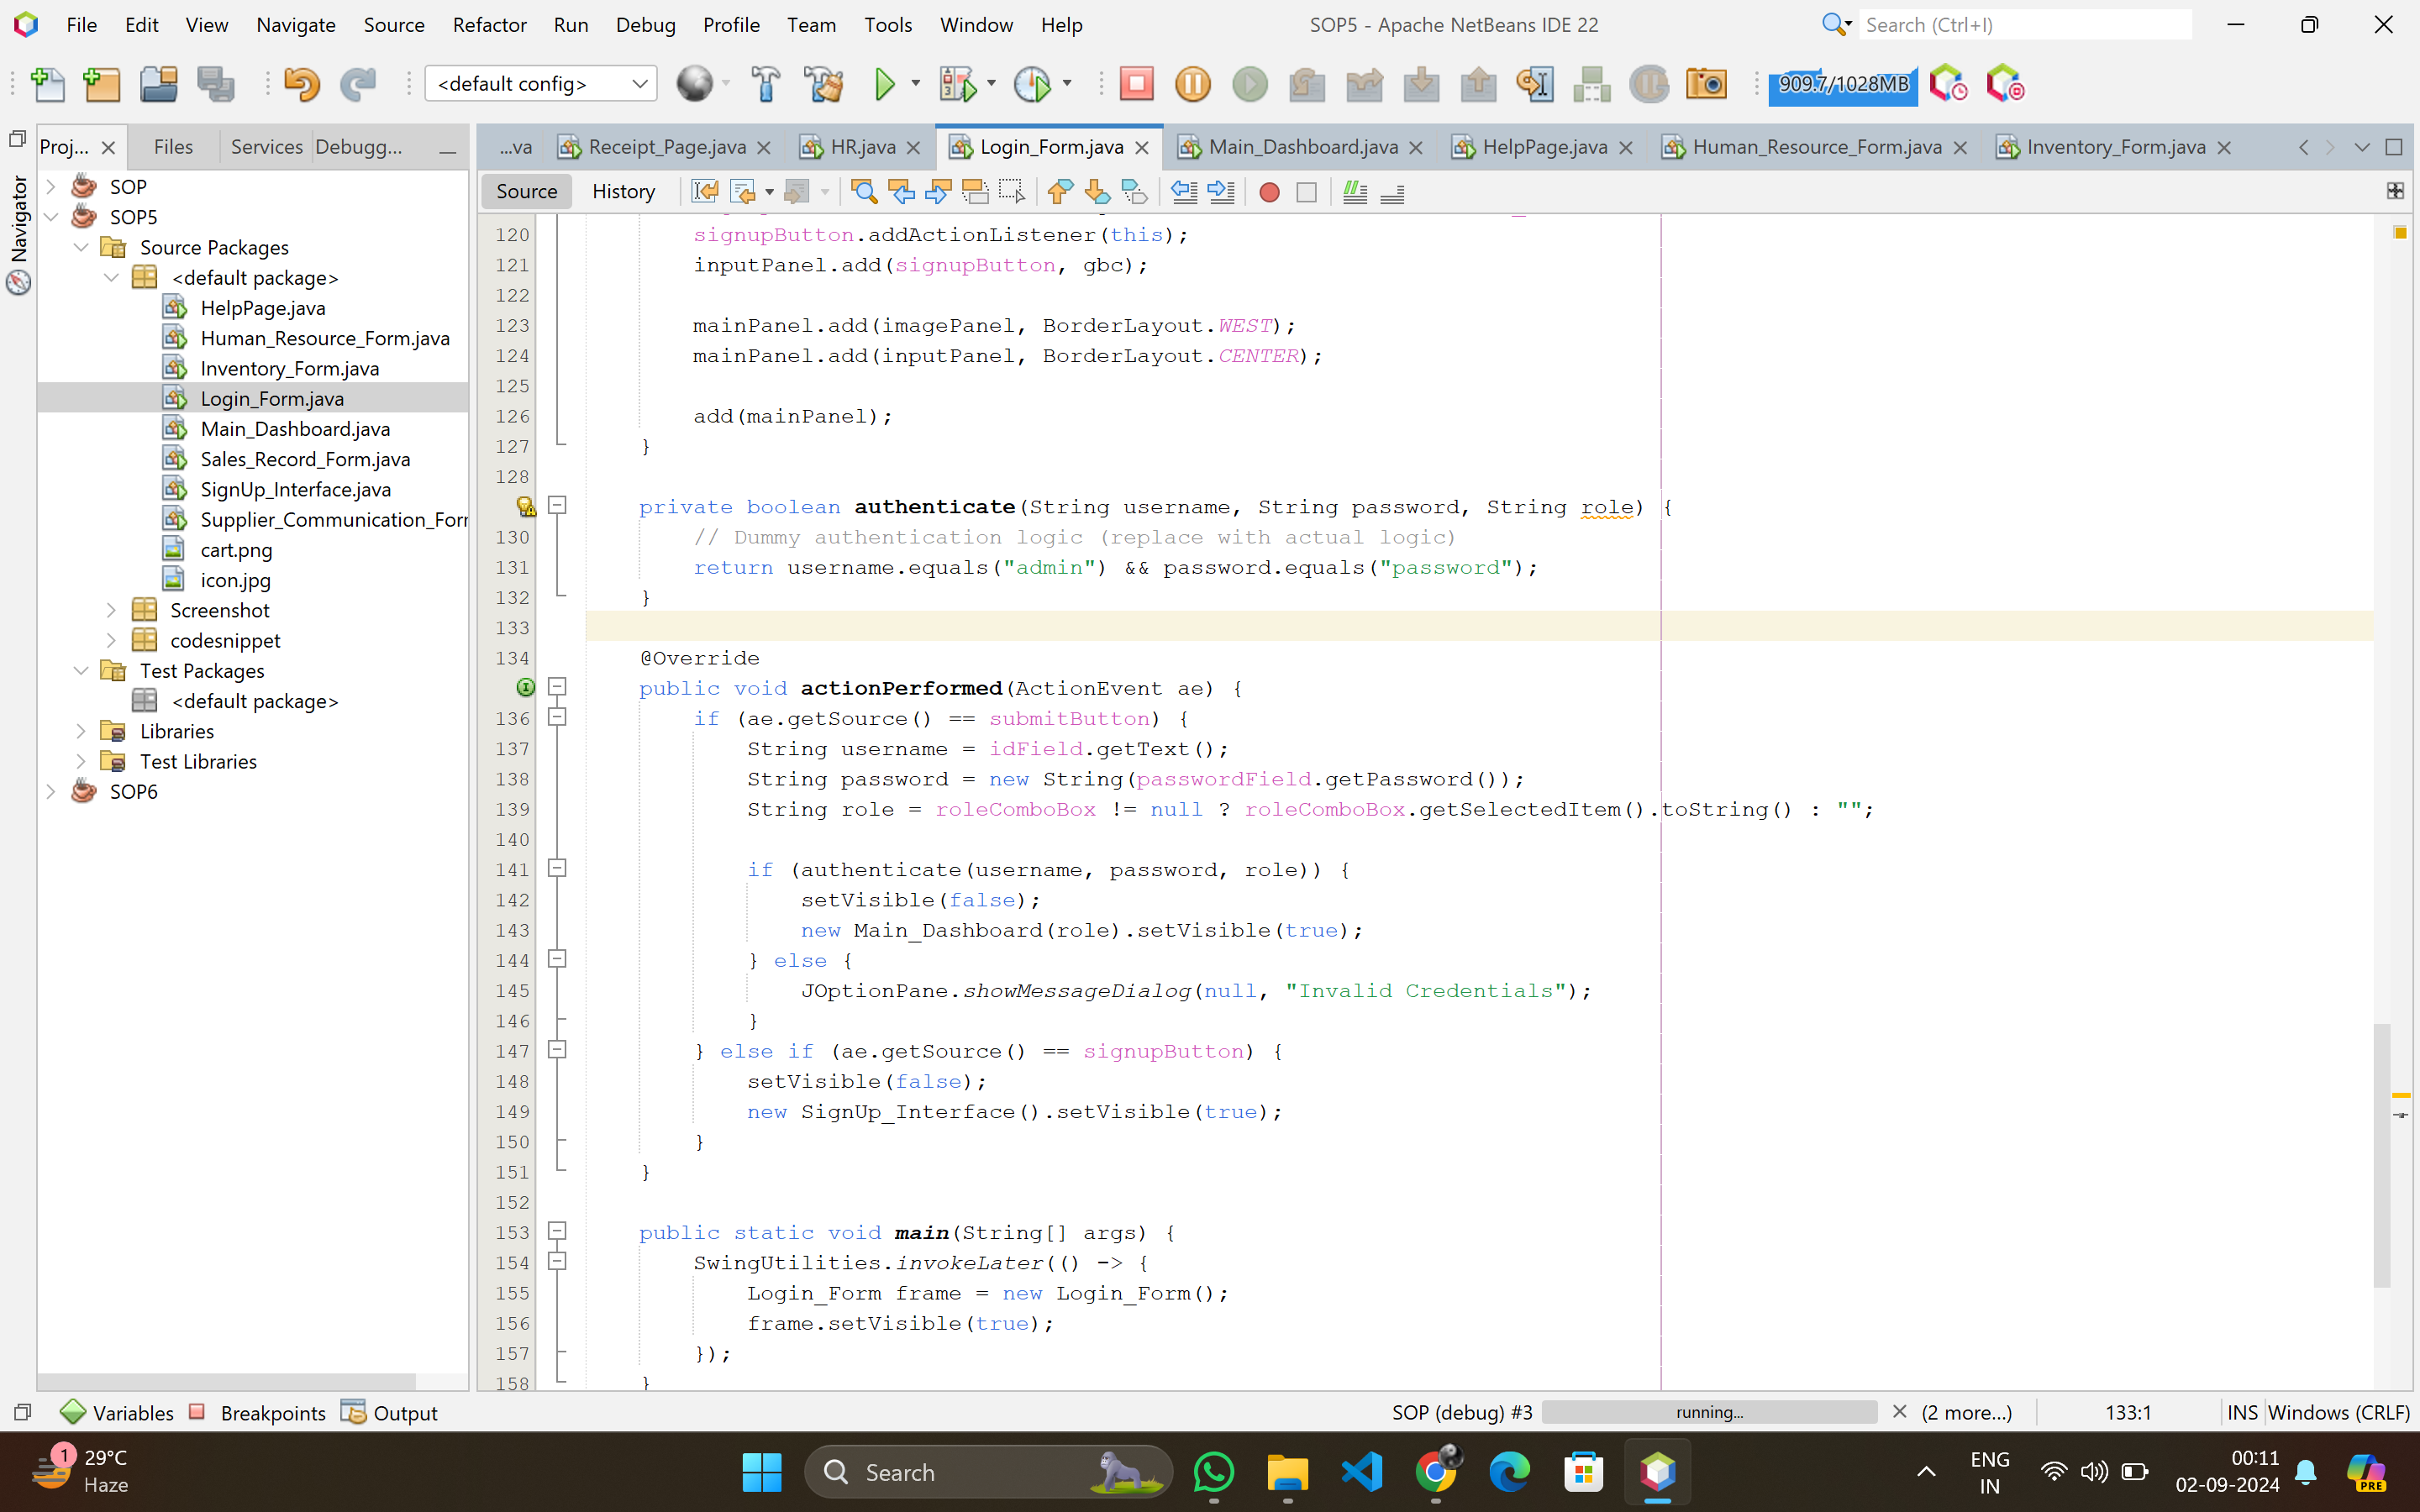 File Edit View Navigate Source Refactor Run Debug Profile Team Tools Window Help
SOP5 - Apache NetBeans IDE 22
Search (Ctrl+I)
<default config>
909.7/1028MB
Proj...
Files
Services
Debugg...
...va
Receipt_Page.java
HR.java
Login_Form.java
Main_Dashboard.java
HelpPage.java
Human_Resource_Form.java
Inventory_Form.java
Source
History
Navigator
SOP
SOP5
Source Packages
<default package>
HelpPage.java
Human_Resource_Form.java
Inventory_Form.java
Login_Form.java
Main_Dashboard.java
Sales_Record_Form.java
SignUp_Interface.java
Supplier_Communication_For
cart.png
icon.jpg
Screenshot
codesnippet
Test Packages
<default package>
Libraries
Test Libraries
SOP6
120 signupButton.addActionListener(this);
121 inputPanel.add(signupButton, gbc);
122
123 mainPanel.add(imagePanel, BorderLayout.WEST);
124 mainPanel.add(inputPanel, BorderLayout.CENTER);
125
126 add(mainPanel);
127 }
128
private boolean authenticate(String username, String password, String role) {
130 // Dummy authentication logic (replace with actual logic)
131 return username.equals("admin") && password.equals("password");
132 }
133
134 @Override
public void actionPerformed(ActionEvent ae) {
136 if (ae.getSource() == submitButton) {
137 String username = idField.getText();
138 String password = new String(passwordField.getPassword());
139 String role = roleComboBox != null ? roleComboBox.getSelectedItem().toString() : "";
140
141 if (authenticate(username, password, role)) {
142 setVisible(false);
143 new Main_Dashboard(role).setVisible(true);
144 } else {
145 JOptionPane.showMessageDialog(null, "Invalid Credentials");
146 }
147 } else if (ae.getSource() == signupButton) {
148 setVisible(false);
149 new SignUp_Interface().setVisible(true);
150 }
151 }
152
153 public static void main(String[] args) {
154 SwingUtilities.invokeLater(() -> {
155 Login_Form frame = new Login_Form();
156 frame.setVisible(true);
157 });
158 }
Variables
Breakpoints
Output
SOP (debug) #3
running...
(2 more...)
133:1
INS
Windows (CRLF)
1
29°C
Haze
Search
ENG
IN
00:11
02-09-2024
PRE